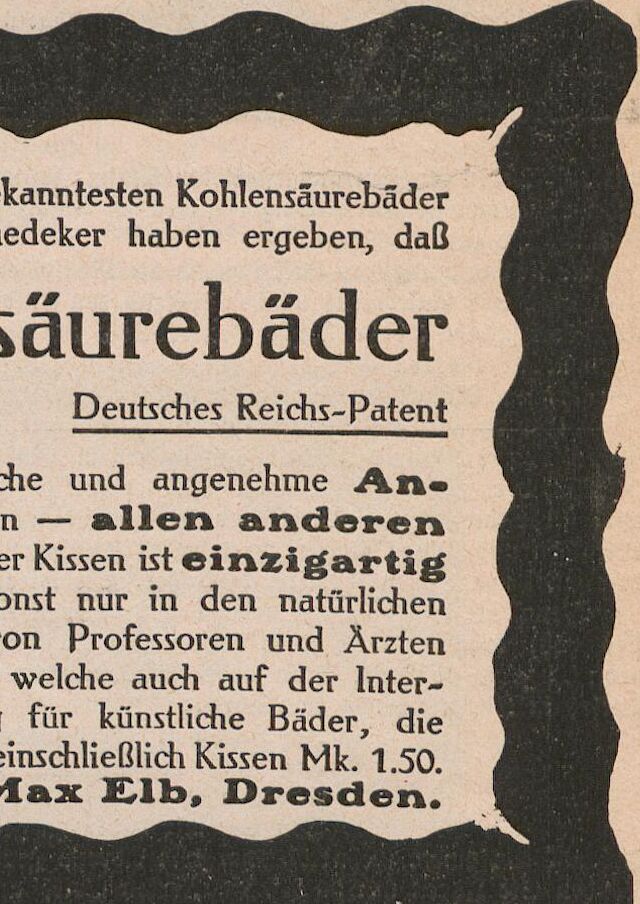 kanntesten Kohlensäurebäder
edeker haben ergeben, daß
säurebäder
Deutsches Reichs-Patent
che und angenehme An-
n — allen anderen
er Kissen ist einzigartig
onst nur in den natürlichen
von Professoren und Ärzten
welche auch auf der Inter-
für künstliche Bäder, die
einschließlich Kissen Mk. 1.50.
Max Elb, Dresden.